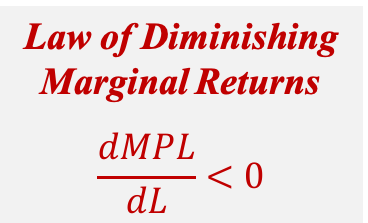 Law of Diminishing
Marginal Returns
dMPL
dL
< 0